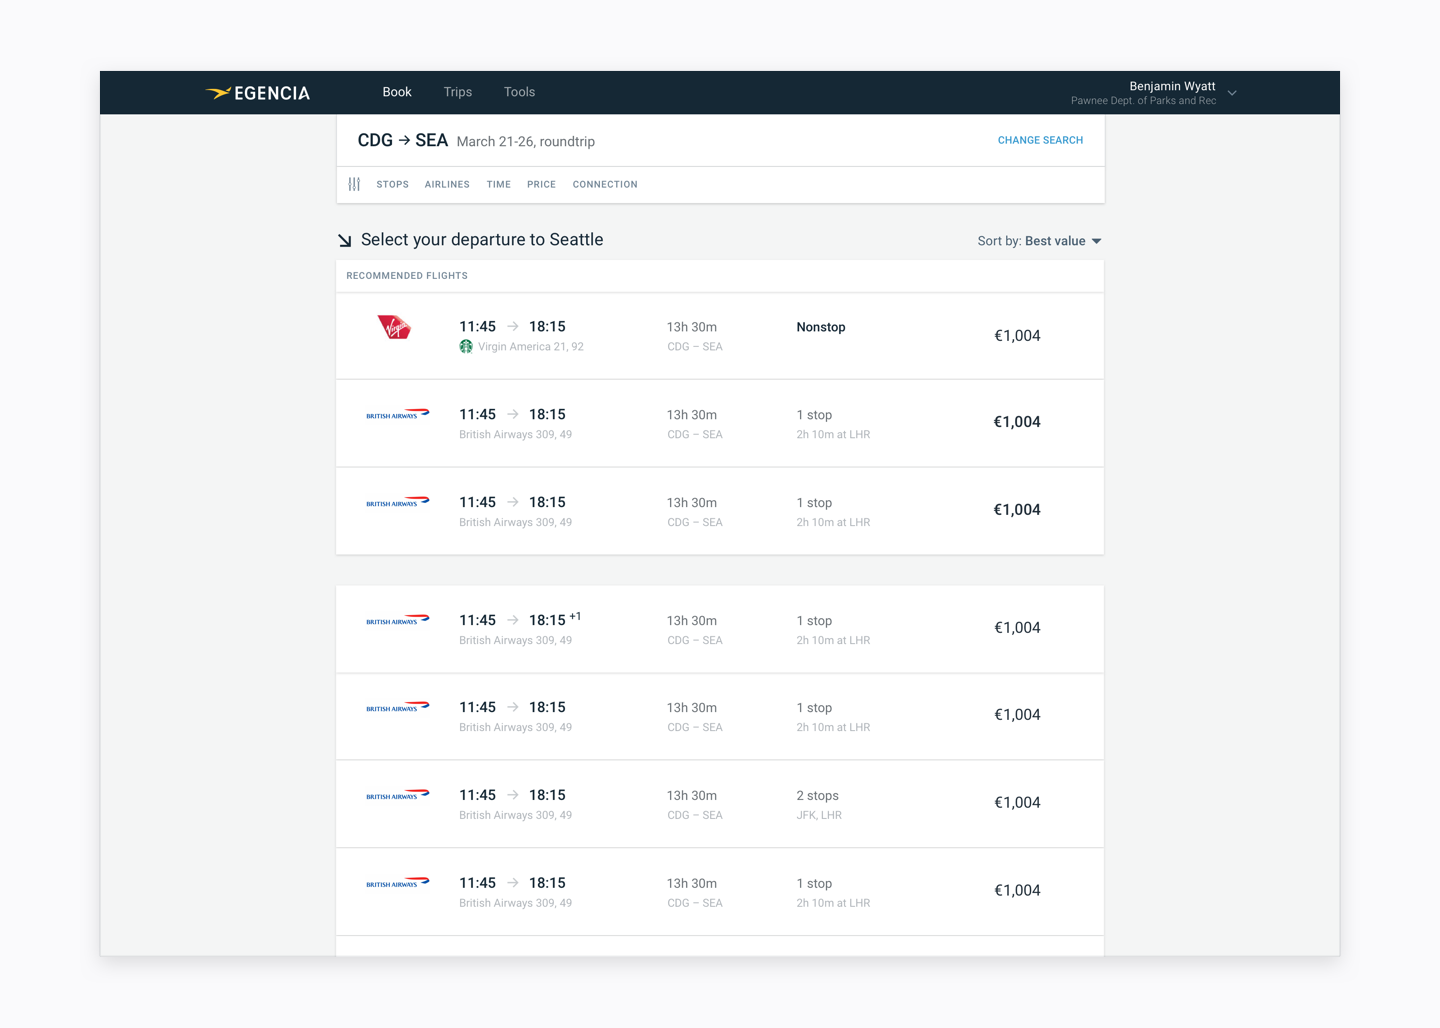 EGENCIA
Book Trips Tools
Benjamin Wyatt
Pawnee Dept. of Parks and Rec
CDG → SEA March 21-26, roundtrip
CHANGE SEARCH
STOPS AIRLINES TIME PRICE CONNECTION
Select your departure to Seattle
Sort by: Best value
RECOMMENDED FLIGHTS
Virgin
11:45 → 18:15 13h 30m Nonstop €1,004
Virgin America 21, 92 CDG – SEA
BRITISH AIRWAYS 11:45 → 18:15 13h 30m 1 stop €1,004
British Airways 309, 49 CDG – SEA 2h 10m at LHR
BRITISH AIRWAYS 11:45 → 18:15 13h 30m 1 stop €1,004
British Airways 309, 49 CDG – SEA 2h 10m at LHR
BRITISH AIRWAYS 11:45 → 18:15 +1 13h 30m 1 stop €1,004
British Airways 309, 49 CDG – SEA 2h 10m at LHR
BRITISH AIRWAYS 11:45 → 18:15 13h 30m 1 stop €1,004
British Airways 309, 49 CDG – SEA 2h 10m at LHR
BRITISH AIRWAYS 11:45 → 18:15 13h 30m 2 stops €1,004
British Airways 309, 49 CDG – SEA JFK, LHR
BRITISH AIRWAYS 11:45 → 18:15 13h 30m 1 stop €1,004
British Airways 309, 49 CDG – SEA 2h 10m at LHR